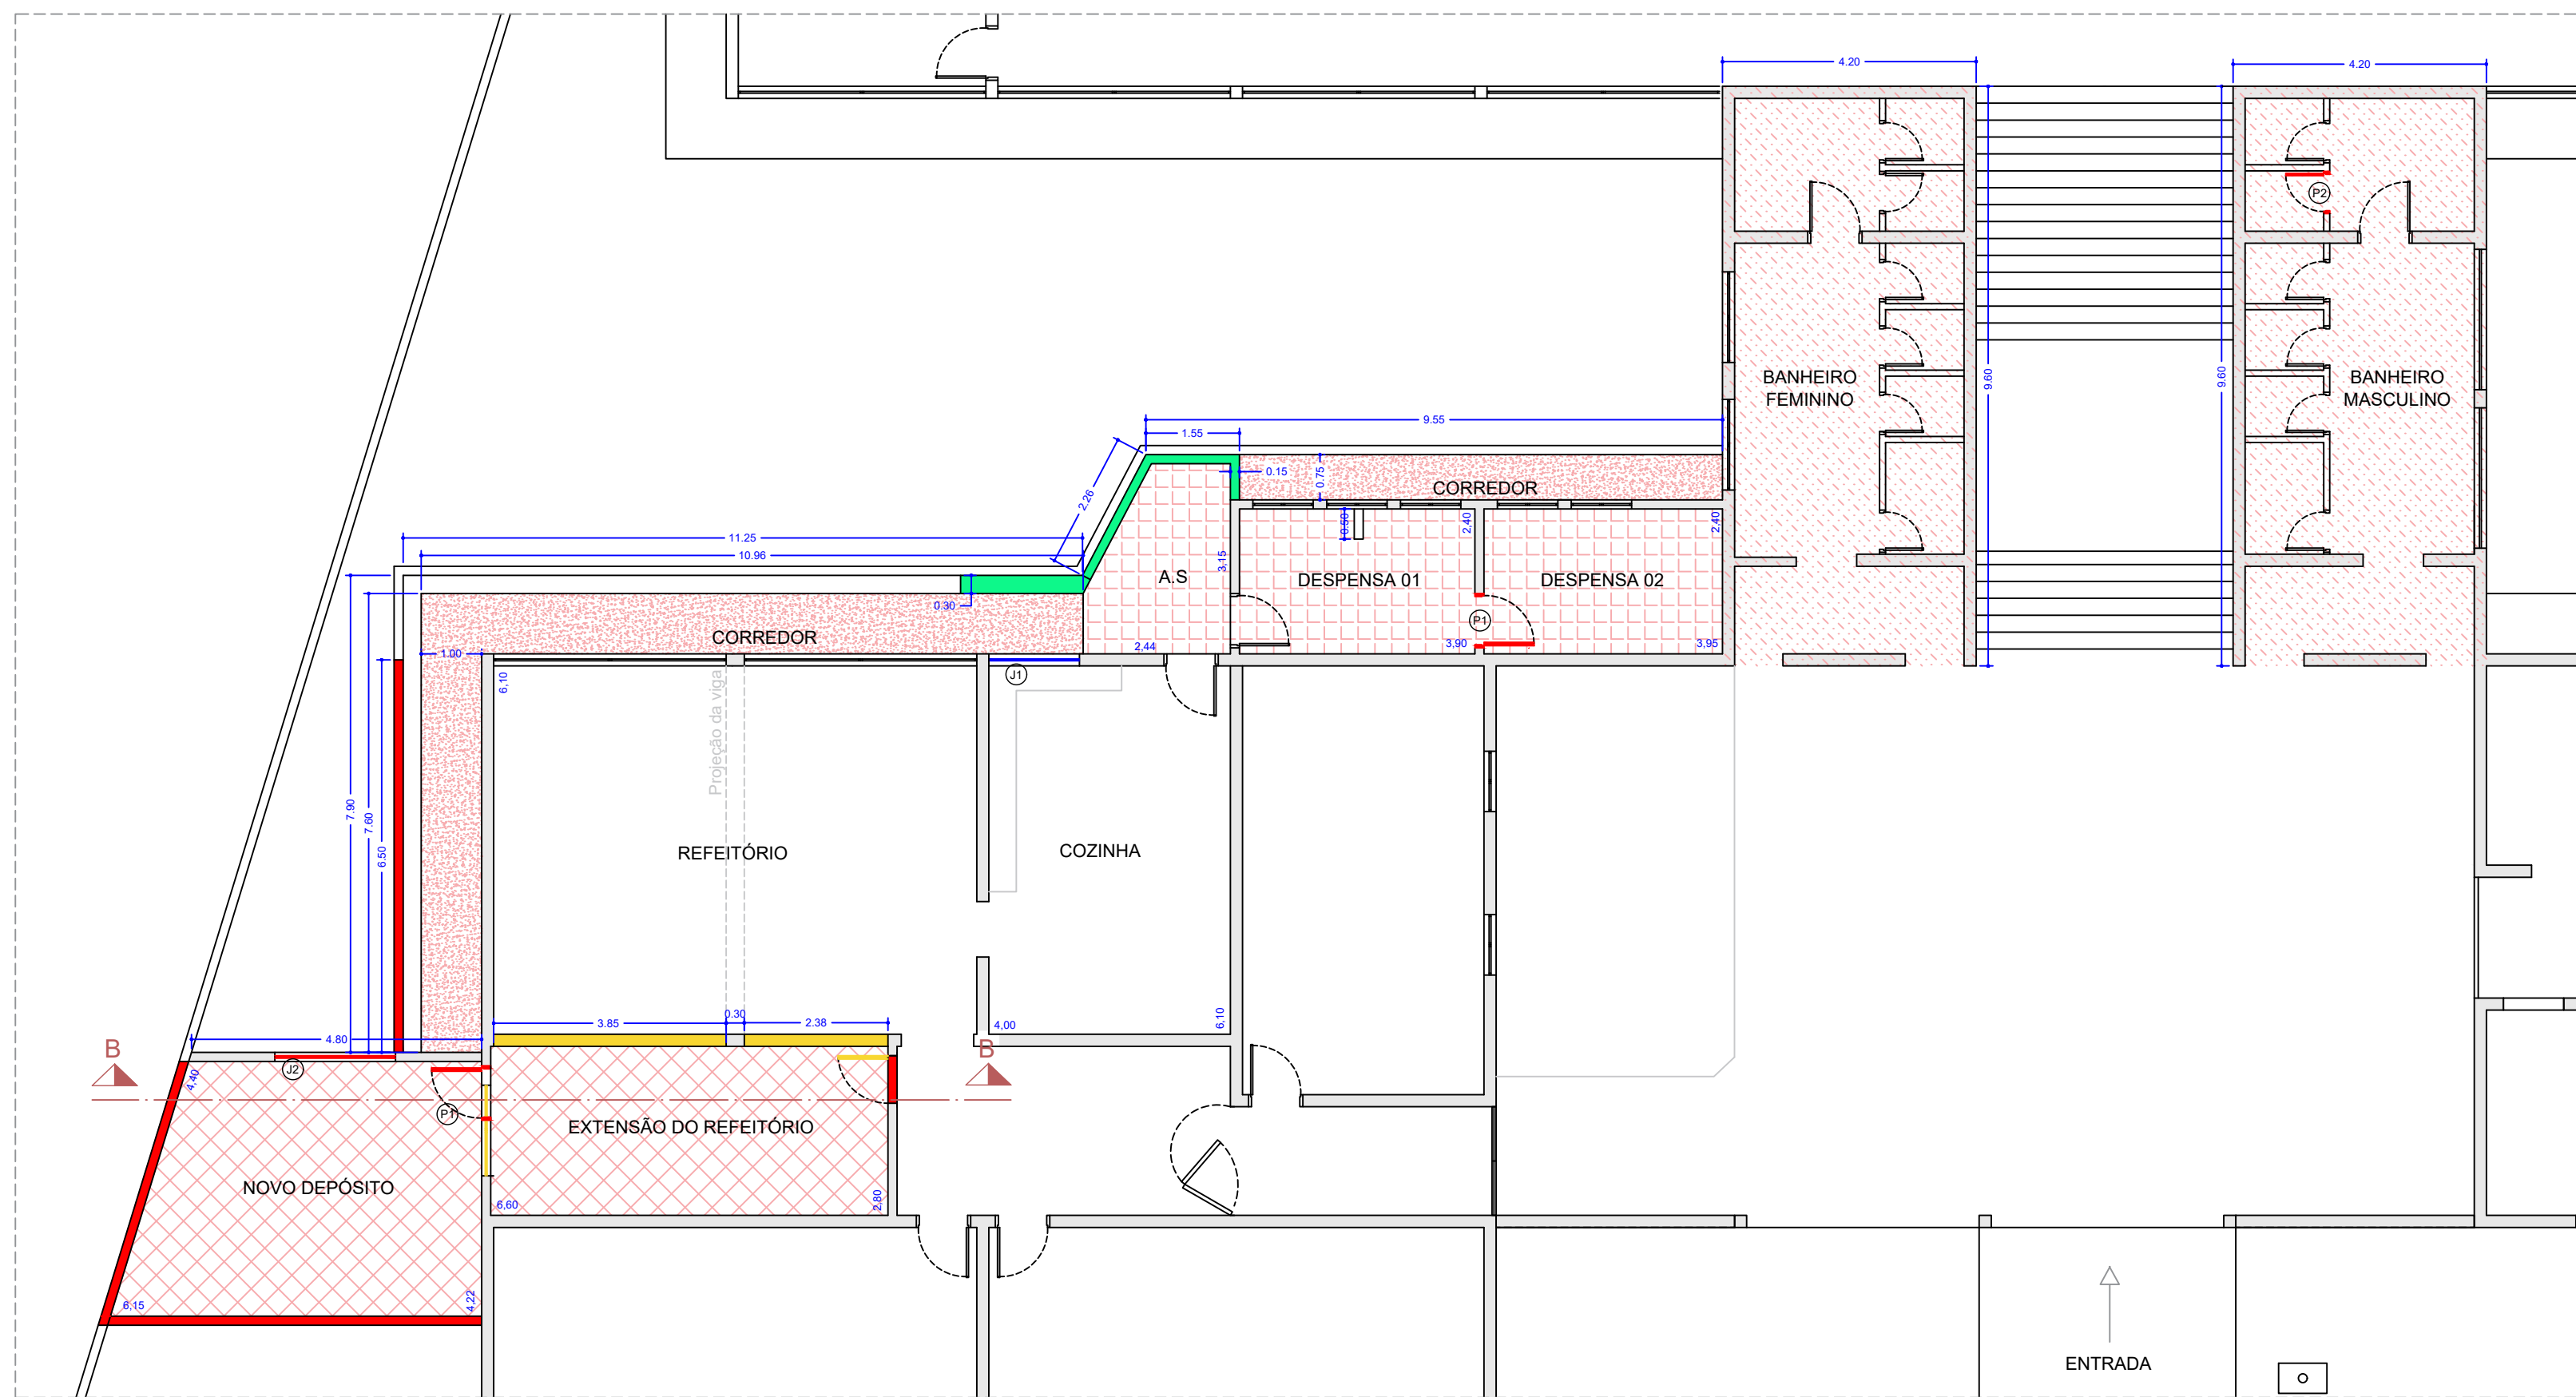 4.20
4.20
P2
BANHEIRO
FEMININO
9.60
9.60
BANHEIRO
MASCULINO
9.55
1.55
0.15
0.75
CORREDOR
2.26
11.25
10.96
0.50
2,40
2,40
3,15
A.S
DESPENSA 01
DESPENSA 02
0.30
P1
CORREDOR
2,44
3,90
3,95
1.00
6,10
J1
Projeção da viga
7.90
7.60
6.50
REFEITÓRIO
COZINHA
3.85
0.30
2.38
4,00
6,10
4.80
B
B
J2
4,40
P1
EXTENSÃO DO REFEITÓRIO
NOVO DEPÓSITO
6,60
2,80
6,15
4,22
ENTRADA